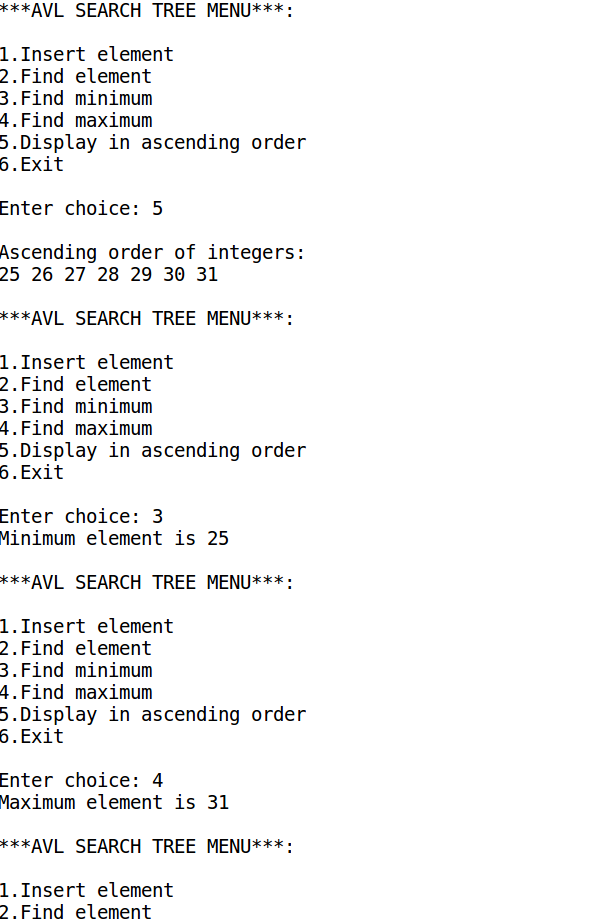 ***AVL SEARCH TREE MENU***:
1.Insert element
2.Find element
3.Find minimum
4.Find maximum
5.Display in ascending order
6.Exit
Enter choice: 5
Ascending order of integers:
25 26 27 28 29 30 31
***AVL SEARCH TREE MENU***:
1.Insert element
2.Find element
3.Find minimum
4.Find maximum
5.Display in ascending order
6.Exit
Enter choice: 3
Minimum element is 25
***AVL SEARCH TREE MENU***:
1.Insert element
2.Find element
3.Find minimum
4.Find maximum
5.Display in ascending order
6.Exit
Enter choice: 4
Maximum element is 31
***AVL SEARCH TREE MENU***:
1.Insert element
2.Find element